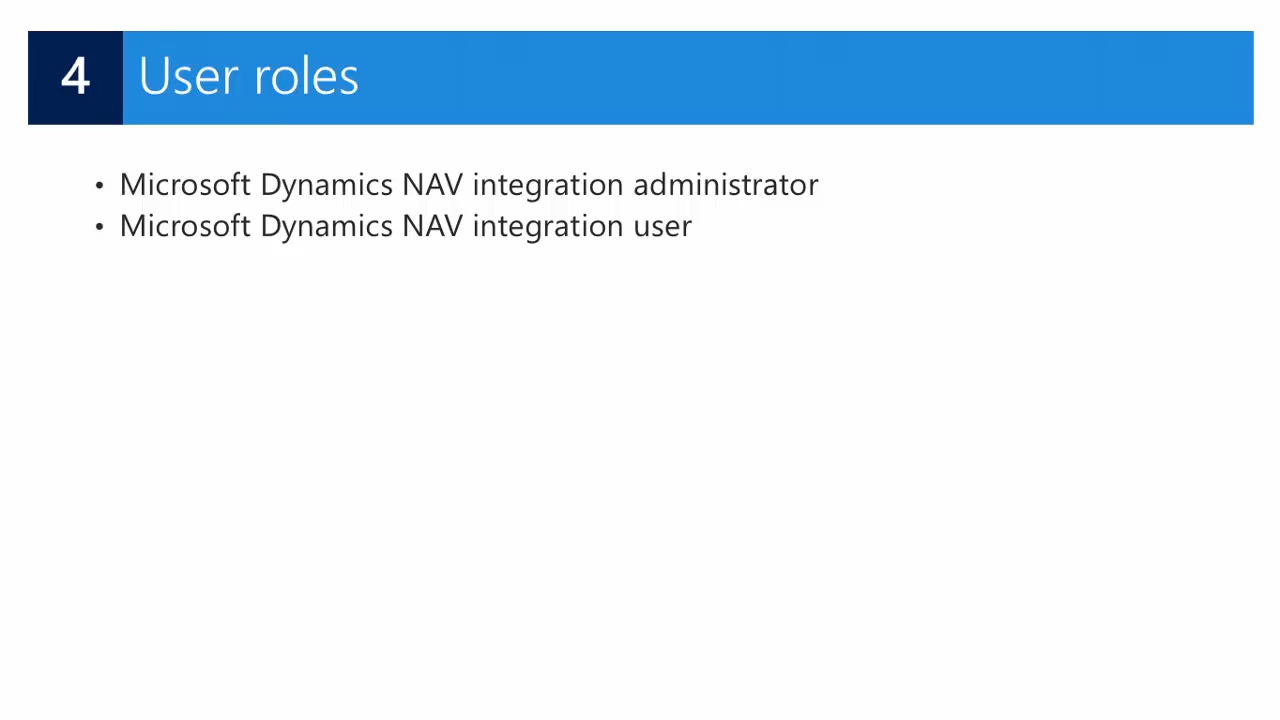 4 User roles
• Microsoft Dynamics NAV integration administrator
• Microsoft Dynamics NAV integration user